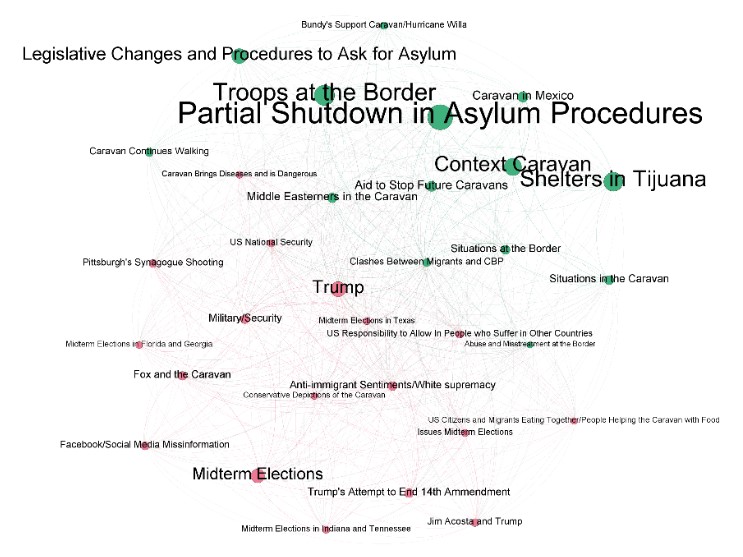 Bundy's Support Caravan/Hurricane Willa
Legislative Changes and Procedures to Ask for Asylum
Troops at the Border
Caravan in Mexico
Partial Shutdown in Asylum Procedures
Caravan Continues Walking
Context Caravan
Caravan Brings Diseases and is Dangerous
Shelters in Tijuana
Aid to Stop Future Caravans
Middle Easterners in the Caravan
US National Security
Situations at the Border
Pittsburgh's Synagogue Shooting
Clashes Between Migrants and CBP
Situations in the Caravan
Trump
Military/Security
Midterm Elections in Texas
US Responsibility to Allow In People who Suffer in Other Countries
Midterm Elections in Florida and Georgia
Abuse and Misstreatment at the Border
Fox and the Caravan
Anti-immigrant Sentiments/White supremacy
Conservative Depictions of the Caravan
US Citizens and Migrants Eating Together/People Helping the Caravan with Food
Issues Midterm Elections
Facebook/Social Media Missinformation
Midterm Elections
Trump's Attempt to End 14th Ammendment
Jim Acosta and Trump
Midterm Elections in Indiana and Tennessee